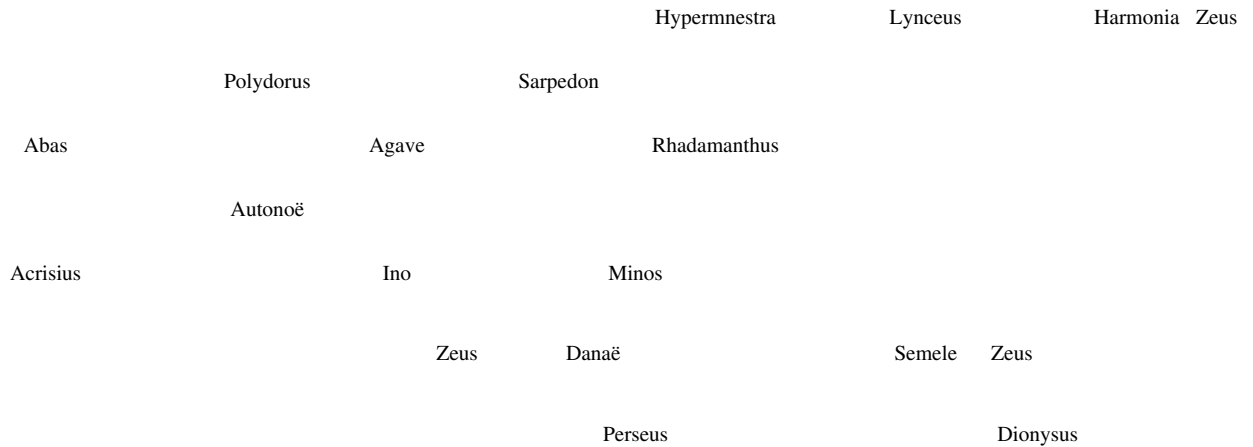 Hypermnestra Lynceus Harmonia Zeus
Polydorus Sarpedon
Abas Agave Rhadamanthus
Autonoë
Acrisius Ino Minos
Zeus Danaë Semele Zeus
Perseus Dionysus